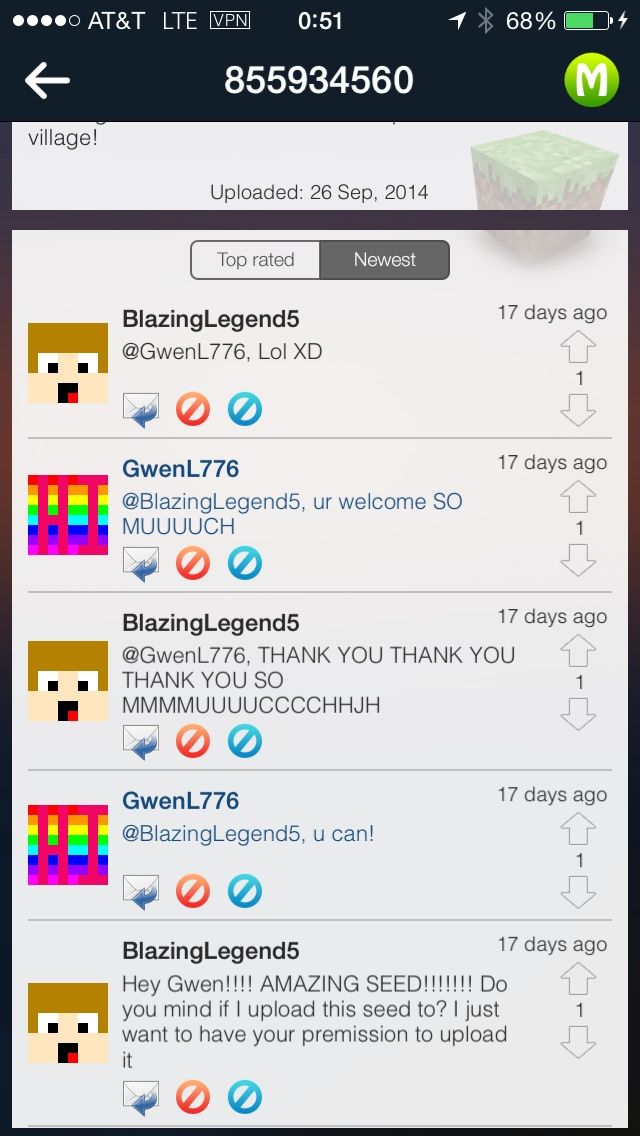 AT&T LTE VPN 0:51 68%
855934560 M
village!
Uploaded: 26 Sep, 2014
Top rated Newest
BlazingLegend5 17 days ago
@GwenL776, Lol XD
1
GwenL776 17 days ago
HI
@BlazingLegend5, ur welcome SO
MUUUUCH
1
BlazingLegend5 17 days ago
@GwenL776, THANK YOU THANK YOU
THANK YOU SO
MMMMUUUUCCCCHHJH
1
GwenL776 17 days ago
HI
@BlazingLegend5, u can!
1
BlazingLegend5 17 days ago
Hey Gwen!!!! AMAZING SEED!!!!!!! Do
you mind if I upload this seed to? I just
want to have your premission to upload
it
1